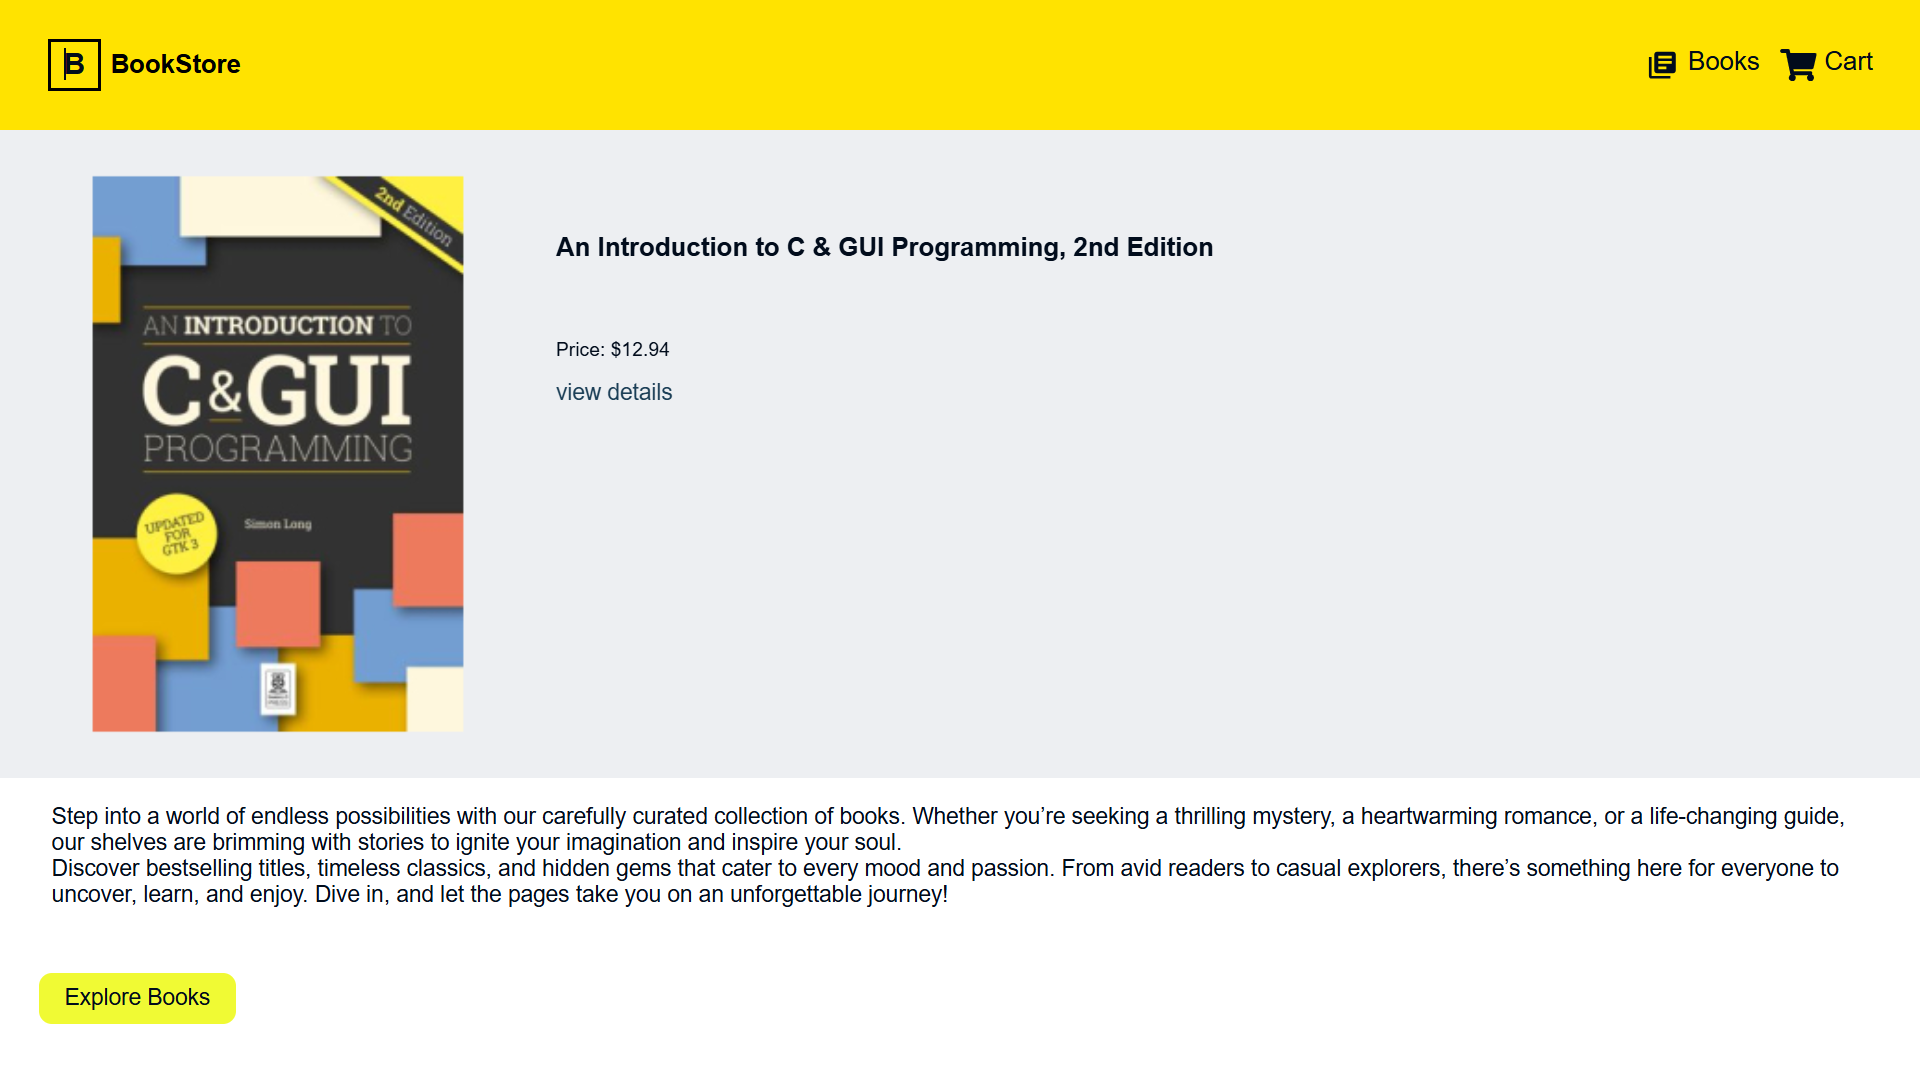 B BookStore
Books Cart
2nd Edition
AN INTRODUCTION TO
C & GUI
PROGRAMMING
UPDATED
FOR
GTK 3
Simon Long
An Introduction to C & GUI Programming, 2nd Edition
Price: $12.94
view details
Step into a world of endless possibilities with our carefully curated collection of books. Whether you’re seeking a thrilling mystery, a heartwarming romance, or a life-changing guide,
our shelves are brimming with stories to ignite your imagination and inspire your soul.
Discover bestselling titles, timeless classics, and hidden gems that cater to every mood and passion. From avid readers to casual explorers, there’s something here for everyone to
uncover, learn, and enjoy. Dive in, and let the pages take you on an unforgettable journey!
Explore Books